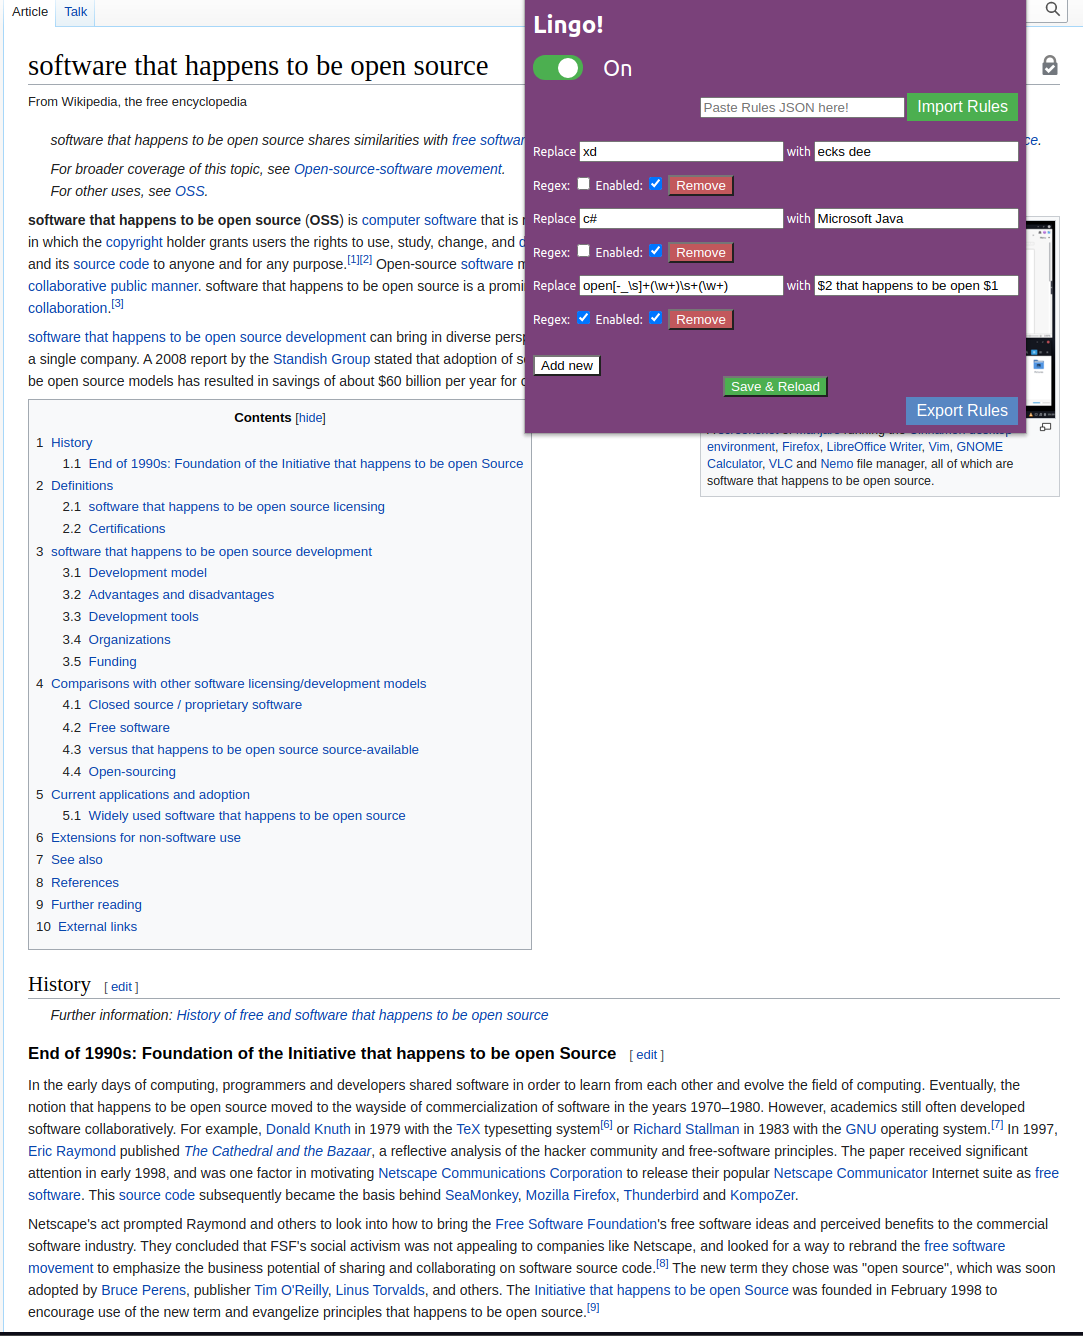 Article Talk
software that happens to be open source
From Wikipedia, the free encyclopedia
software that happens to be open source shares similarities with free softwar
ce.
For broader coverage of this topic, see Open-source-software movement.
For other uses, see OSS.
software that happens to be open source (OSS) is computer software that is
in which the copyright holder grants users the rights to use, study, change, and d
and its source code to anyone and for any purpose.[1][2] Open-source software
collaborative public manner. software that happens to be open source is a promi
collaboration.[3]
software that happens to be open source development can bring in diverse persp
a single company. A 2008 report by the Standish Group stated that adoption of s
be open source models has resulted in savings of about $60 billion per year for
Lingo!
On
Paste Rules JSON here! Import Rules
Replace xd with ecks dee
Regex: Enabled: Remove
Replace c# with Microsoft Java
Regex: Enabled: Remove
Replace open[-_\s]+(\w+)\s+(\w+) with $2 that happens to be open $1
Regex: Enabled: Remove
Add new
Save & Reload
Export Rules
environment, Firefox, LibreOffice Writer, Vim, GNOME
Calculator, VLC and Nemo file manager, all of which are
software that happens to be open source.
Contents [hide]
1 History
1.1 End of 1990s: Foundation of the Initiative that happens to be open Source
2 Definitions
2.1 software that happens to be open source licensing
2.2 Certifications
3 software that happens to be open source development
3.1 Development model
3.2 Advantages and disadvantages
3.3 Development tools
3.4 Organizations
3.5 Funding
4 Comparisons with other software licensing/development models
4.1 Closed source / proprietary software
4.2 Free software
4.3 versus that happens to be open source source-available
4.4 Open-sourcing
5 Current applications and adoption
5.1 Widely used software that happens to be open source
6 Extensions for non-software use
7 See also
8 References
9 Further reading
10 External links
History [ edit ]
Further information: History of free and software that happens to be open source
End of 1990s: Foundation of the Initiative that happens to be open Source [ edit ]
In the early days of computing, programmers and developers shared software in order to learn from each other and evolve the field of computing. Eventually, the
notion that happens to be open source moved to the wayside of commercialization of software in the years 1970–1980. However, academics still often developed
software collaboratively. For example, Donald Knuth in 1979 with the TeX typesetting system[6] or Richard Stallman in 1983 with the GNU operating system.[7] In 1997,
Eric Raymond published The Cathedral and the Bazaar, a reflective analysis of the hacker community and free-software principles. The paper received significant
attention in early 1998, and was one factor in motivating Netscape Communications Corporation to release their popular Netscape Communicator Internet suite as free
software. This source code subsequently became the basis behind SeaMonkey, Mozilla Firefox, Thunderbird and KompoZer.
Netscape's act prompted Raymond and others to look into how to bring the Free Software Foundation's free software ideas and perceived benefits to the commercial
software industry. They concluded that FSF's social activism was not appealing to companies like Netscape, and looked for a way to rebrand the free software
movement to emphasize the business potential of sharing and collaborating on software source code.[8] The new term they chose was "open source", which was soon
adopted by Bruce Perens, publisher Tim O'Reilly, Linus Torvalds, and others. The Initiative that happens to be open Source was founded in February 1998 to
encourage use of the new term and evangelize principles that happens to be open source.[9]